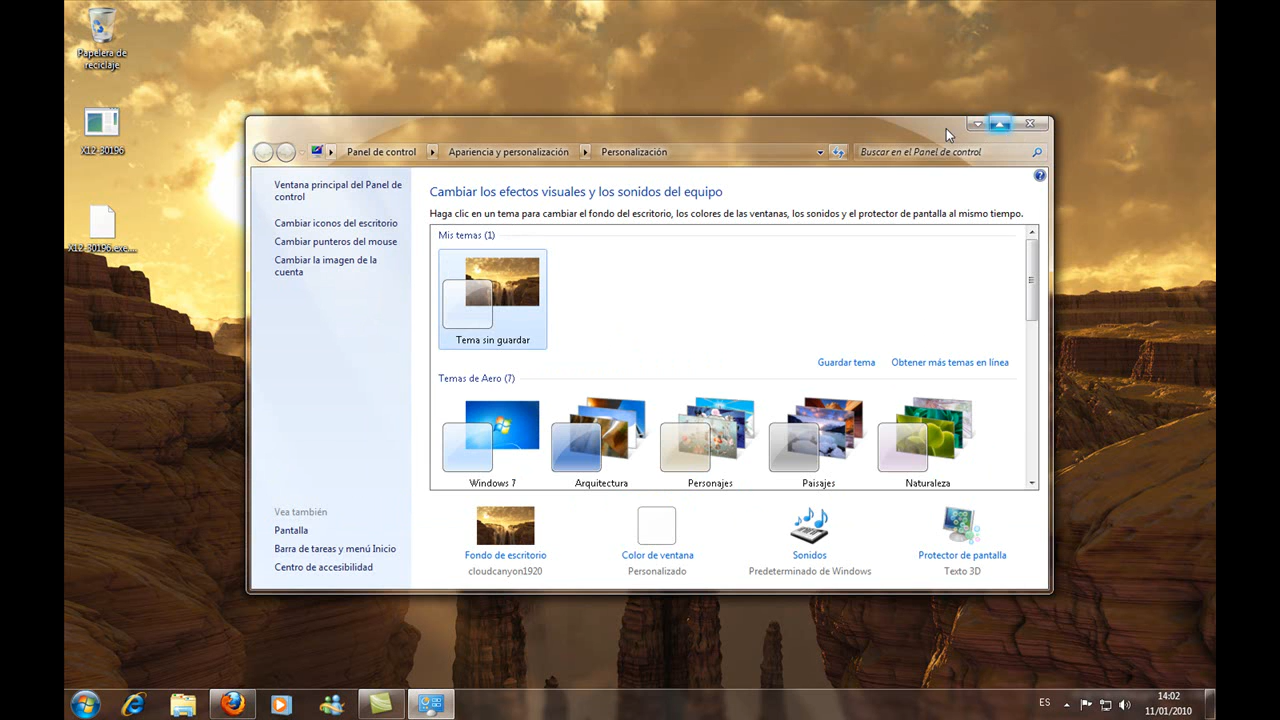 Papelera de
reciclaje
X12-30196
X12-30196.exe....
Panel de control
Apariencia y personalización
Personalización
Buscar en el Panel de control
Ventana principal del Panel de
control
Cambiar iconos del escritorio
Cambiar punteros del mouse
Cambiar la imagen de la
cuenta
Vea también
Pantalla
Barra de tareas y menú Inicio
Centro de accesibilidad
Cambiar los efectos visuales y los sonidos del equipo
Haga clic en un tema para cambiar el fondo del escritorio, los colores de las ventanas, los sonidos y el protector de pantalla al mismo tiempo.
Mis temas (1)
Tema sin guardar
Guardar tema
Obtener más temas en línea
Temas de Aero (7)
Windows 7
Arquitectura
Personajes
Paisajes
Naturaleza
Fondo de escritorio
cloudcanyon1920
Color de ventana
Personalizado
Sonidos
Predeterminado de Windows
Protector de pantalla
Texto 3D
ES
14:02
11/01/2010